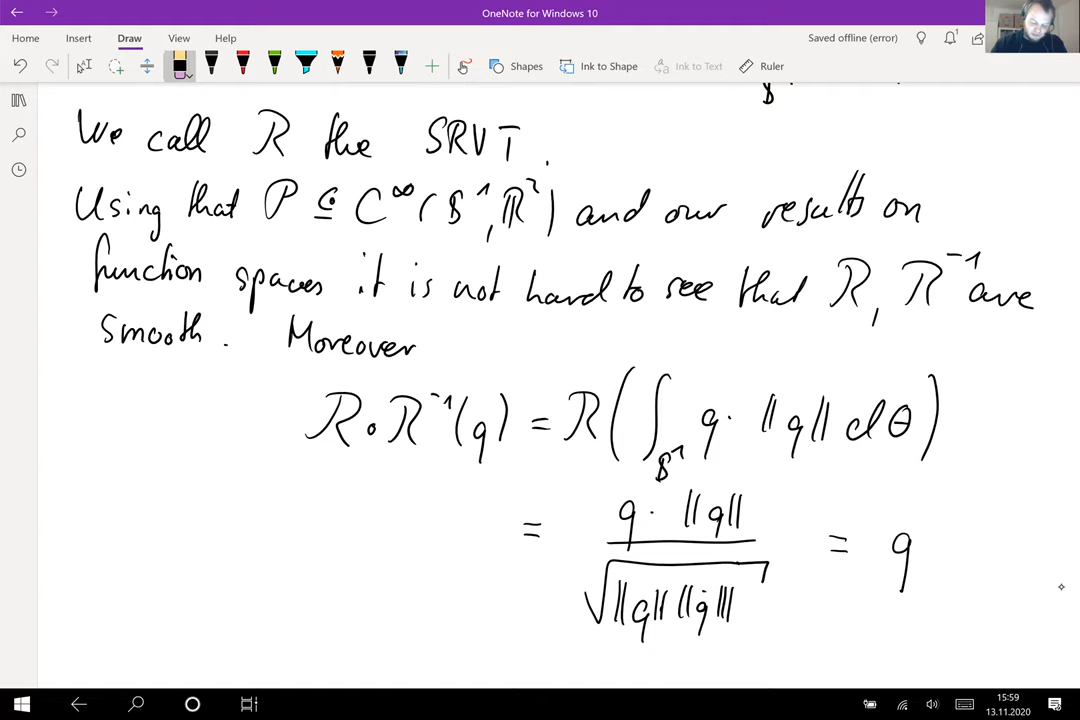 OneNote for Windows 10
Home Insert Draw View Help Saved offline (error)
Shapes Ink to Shape Ink to Text Ruler
We call R the SRVT.
Using that P ⊆ C^∞(S^1, ℝ^2) and our results on
function spaces it is not hard to see that R, R^{-1} are
smooth. Moreover
R ∘ R^{-1}(q) = R(∫_{S^1} q · ||q|| dθ)
= q · ||q|| / √(||q|| ||q||) = q
15:59
13.11.2020